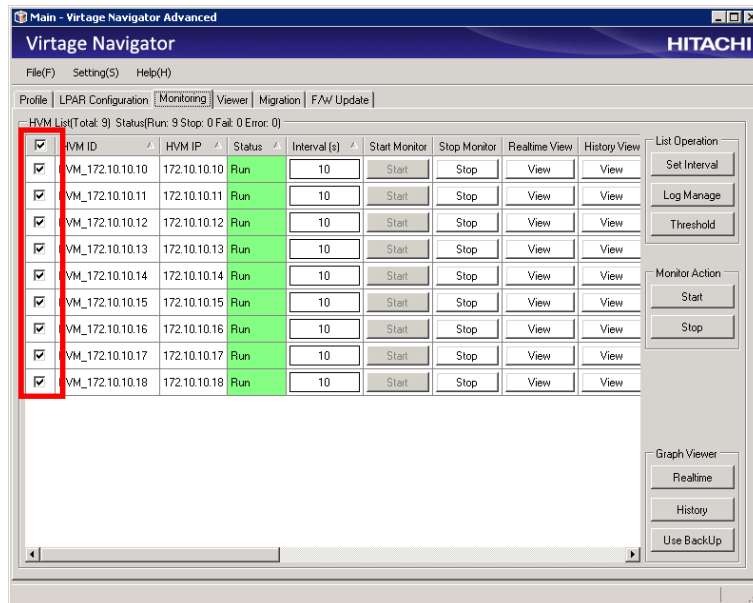 Main - Virtage Navigator Advanced
Virtage Navigator HITACHI
File(F) Setting(S) Help(H)
Profile LPAR Configuration Monitoring Viewer Migration F/W Update
HVM List(Total: 9) Status(Run: 9 Stop: 0 Fail: 0 Error: 0)
HVM ID HVM IP Status Interval (s) Start Monitor Stop Monitor Realtime View History View
HVM_172.10.10.10 172.10.10.10 Run 10 Start Stop View View
HVM_172.10.10.11 172.10.10.11 Run 10 Start Stop View View
HVM_172.10.10.12 172.10.10.12 Run 10 Start Stop View View
HVM_172.10.10.13 172.10.10.13 Run 10 Start Stop View View
HVM_172.10.10.14 172.10.10.14 Run 10 Start Stop View View
HVM_172.10.10.15 172.10.10.15 Run 10 Start Stop View View
HVM_172.10.10.16 172.10.10.16 Run 10 Start Stop View View
HVM_172.10.10.17 172.10.10.17 Run 10 Start Stop View View
HVM_172.10.10.18 172.10.10.18 Run 10 Start Stop View View
List Operation
Set Interval
Log Manage
Threshold
Monitor Action
Start
Stop
Graph Viewer
Realtime
History
Use BackUp